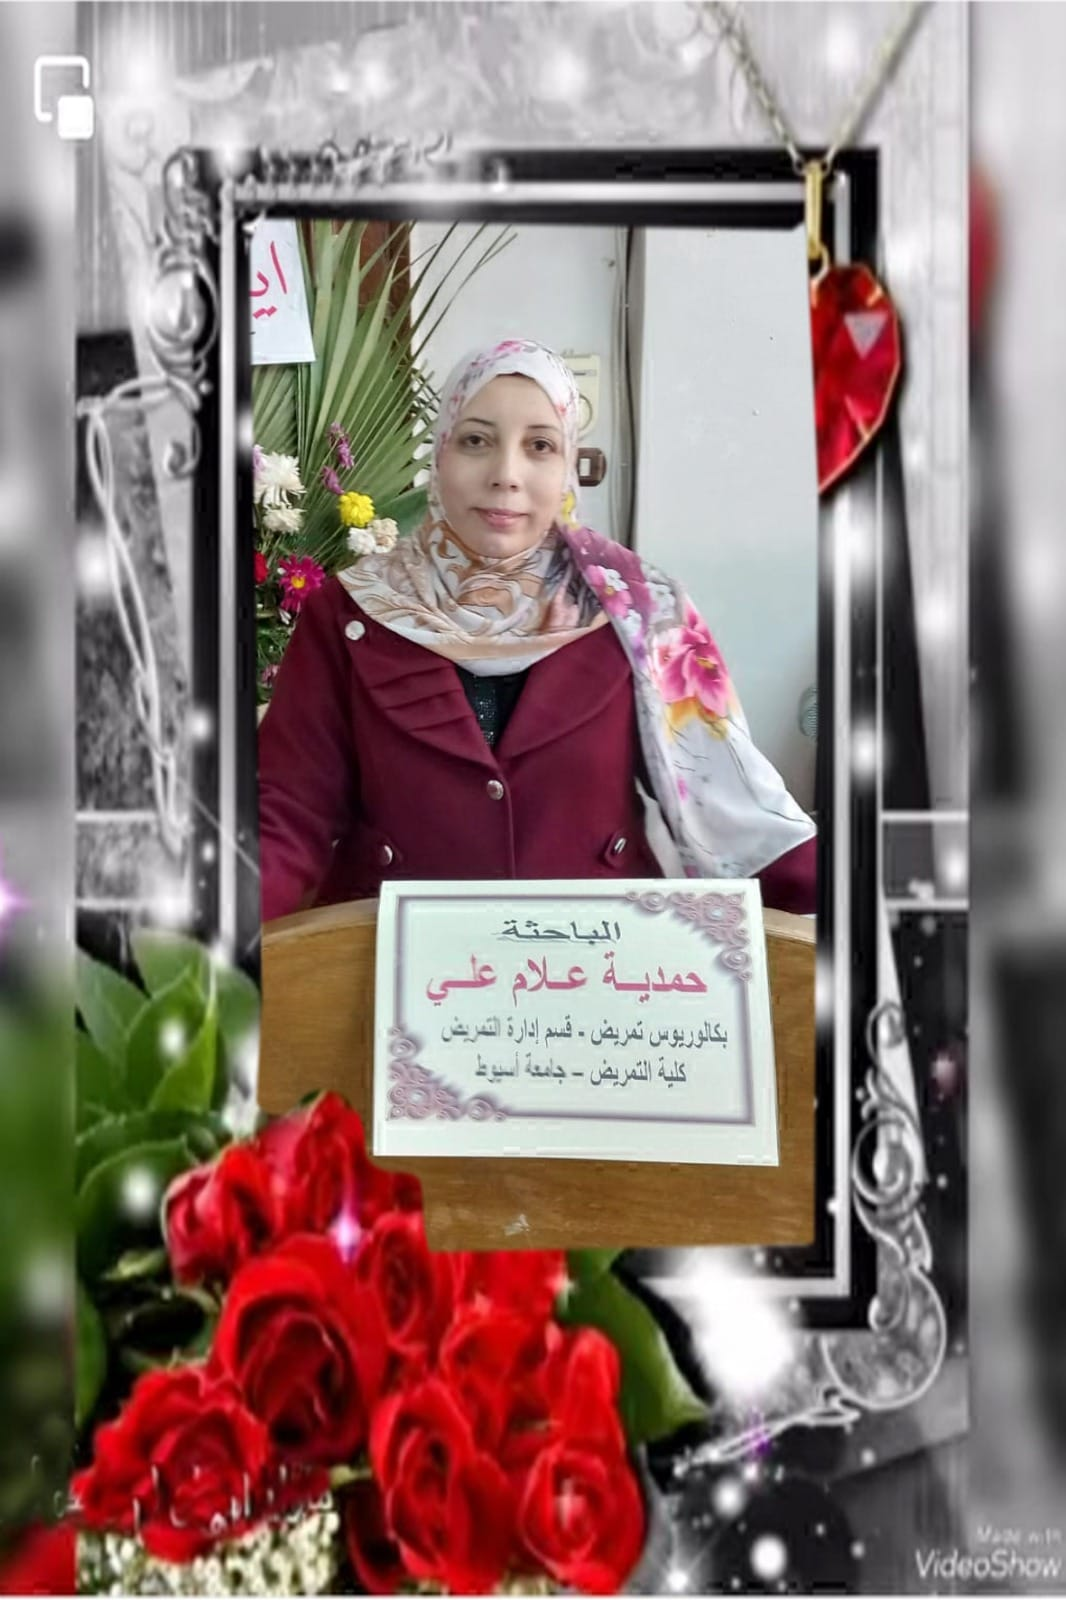 الباحثة
حمدية علام علي
بكالوريوس تمريض - قسم إدارة التمريض
كلية التمريض – جامعة أسيوط
Made with
VideoShow